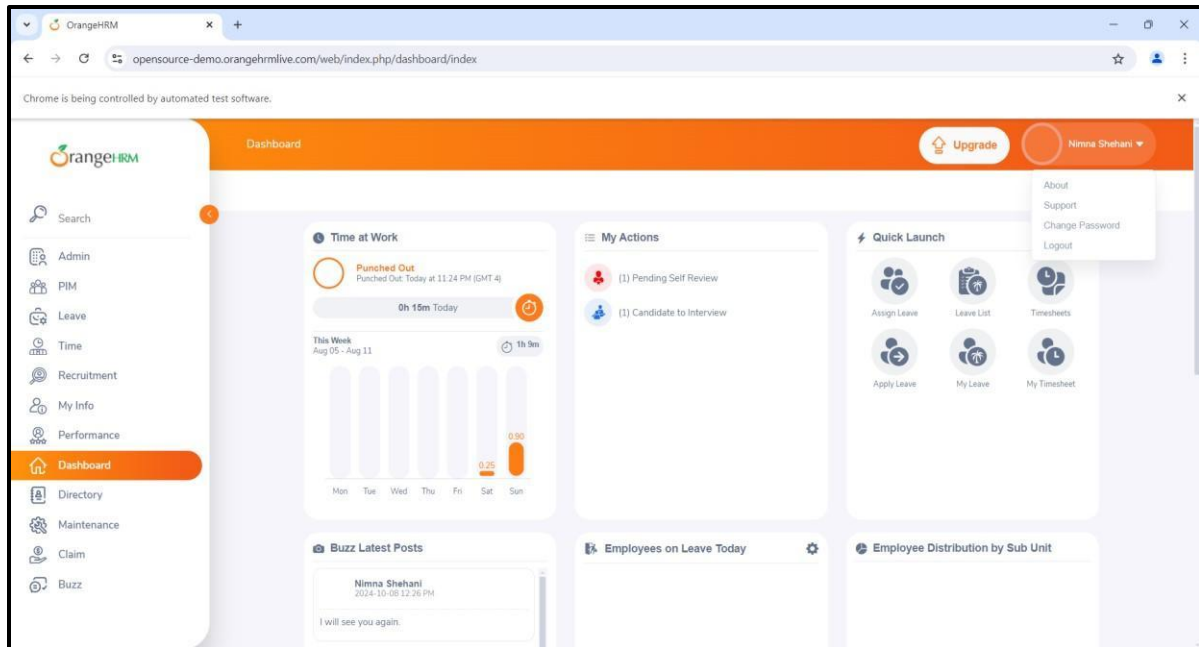 OrangeHRM
opensource-demo.orangehrmlive.com/web/index.php/dashboard/index
Chrome is being controlled by automated test software.
OrangeHRM
Dashboard
Upgrade
Nimna Shehani
About
Support
Change Password
Logout
Search
Admin
PIM
Leave
Time
Recruitment
My Info
Performance
Dashboard
Directory
Maintenance
Claim
Buzz
Time at Work
Punched Out
Punched Out: Today at 11:24 PM (GMT 4)
0h 15m Today
This Week
Aug 05 - Aug 11
1h 9m
0.90
0.25
Mon Tue Wed Thu Fri Sat Sun
My Actions
(1) Pending Self Review
(1) Candidate to Interview
Quick Launch
Assign Leave Leave List Timesheets
Apply Leave My Leave My Timesheet
Buzz Latest Posts
Nimna Shehani
2024-10-08 12:26 PM
I will see you again.
Employees on Leave Today
Employee Distribution by Sub Unit